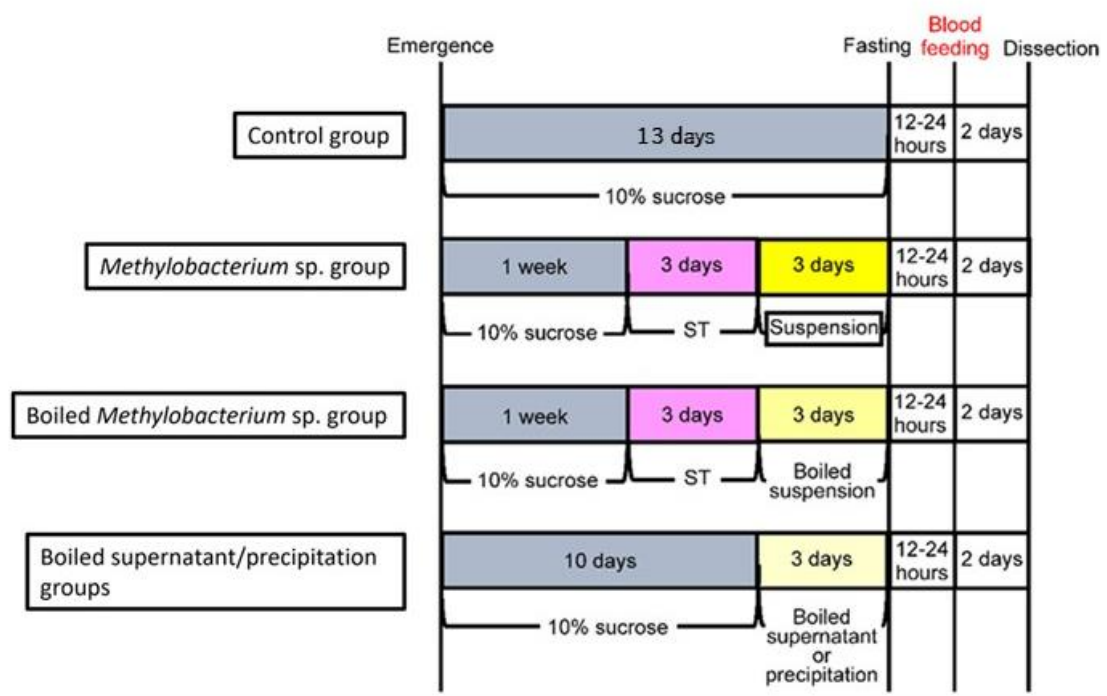 Emergence
Fasting
Blood
feeding
Dissection
Control group
13 days
12-24
hours
2 days
10% sucrose
Methylobacterium sp. group
1 week
3 days
3 days
12-24
hours
2 days
10% sucrose
ST
Suspension
Boiled Methylobacterium sp. group
1 week
3 days
3 days
12-24
hours
2 days
10% sucrose
ST
Boiled
suspension
Boiled supernatant/precipitation
groups
10 days
3 days
12-24
hours
2 days
10% sucrose
Boiled
supernatant
or
precipitation